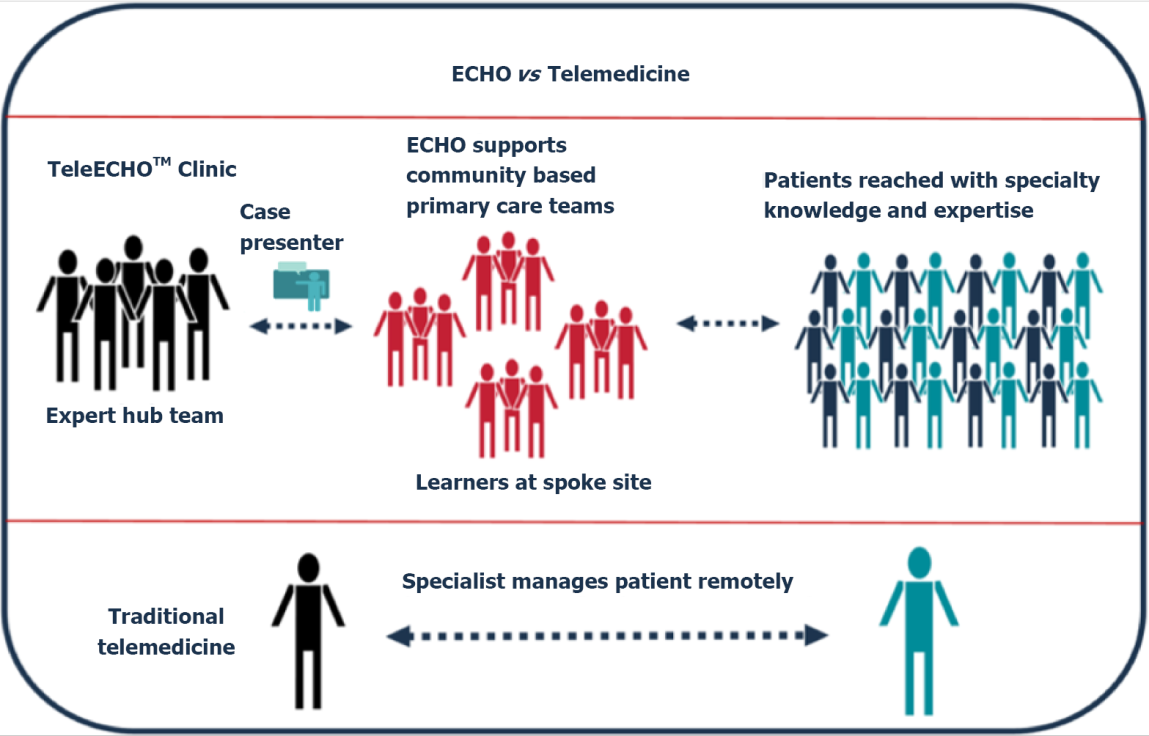 ECHO vs Telemedicine
TeleECHO™ Clinic
Case
presenter
ECHO supports
community based
primary care teams
Patients reached with specialty
knowledge and expertise
Expert hub team
Learners at spoke site
Traditional
telemedicine
Specialist manages patient remotely